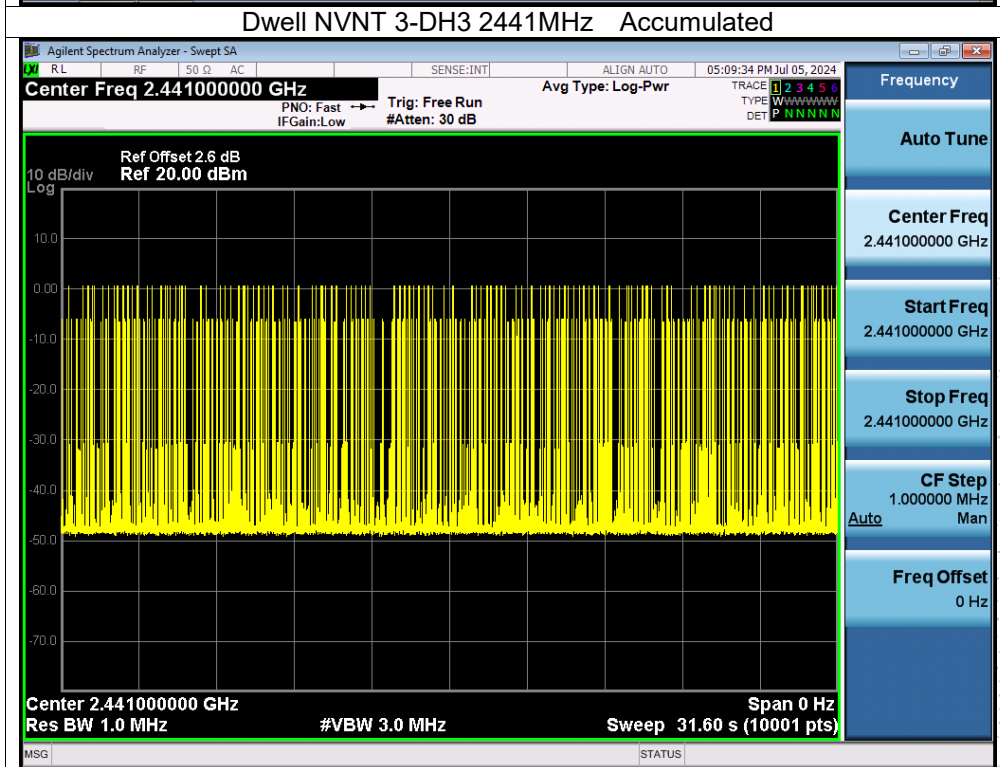 Dwell NVNT 3-DH3 2441MHz Accumulated
Agilent Spectrum Analyzer - Swept SA
LXI RL RF 50 Ω AC SENSE:INT ALIGN AUTO 05:09:34 PM Jul 05, 2024
Center Freq 2.441000000 GHz
PNO: Fast
IFGain:Low
Trig: Free Run
#Atten: 30 dB
Avg Type: Log-Pwr
TRACE 1 2 3 4 5 6
TYPE WWWWWWW
DET P N N N N N
Ref Offset 2.6 dB
10 dB/div Ref 20.00 dBm
Log
10.0
0.00
-10.0
-20.0
-30.0
-40.0
-50.0
-60.0
-70.0
Center 2.441000000 GHz Span 0 Hz
Res BW 1.0 MHz #VBW 3.0 MHz Sweep 31.60 s (10001 pts)
MSG STATUS
Frequency
Auto Tune
Center Freq
2.441000000 GHz
Start Freq
2.441000000 GHz
Stop Freq
2.441000000 GHz
CF Step
1.000000 MHz
Auto Man
Freq Offset
0 Hz